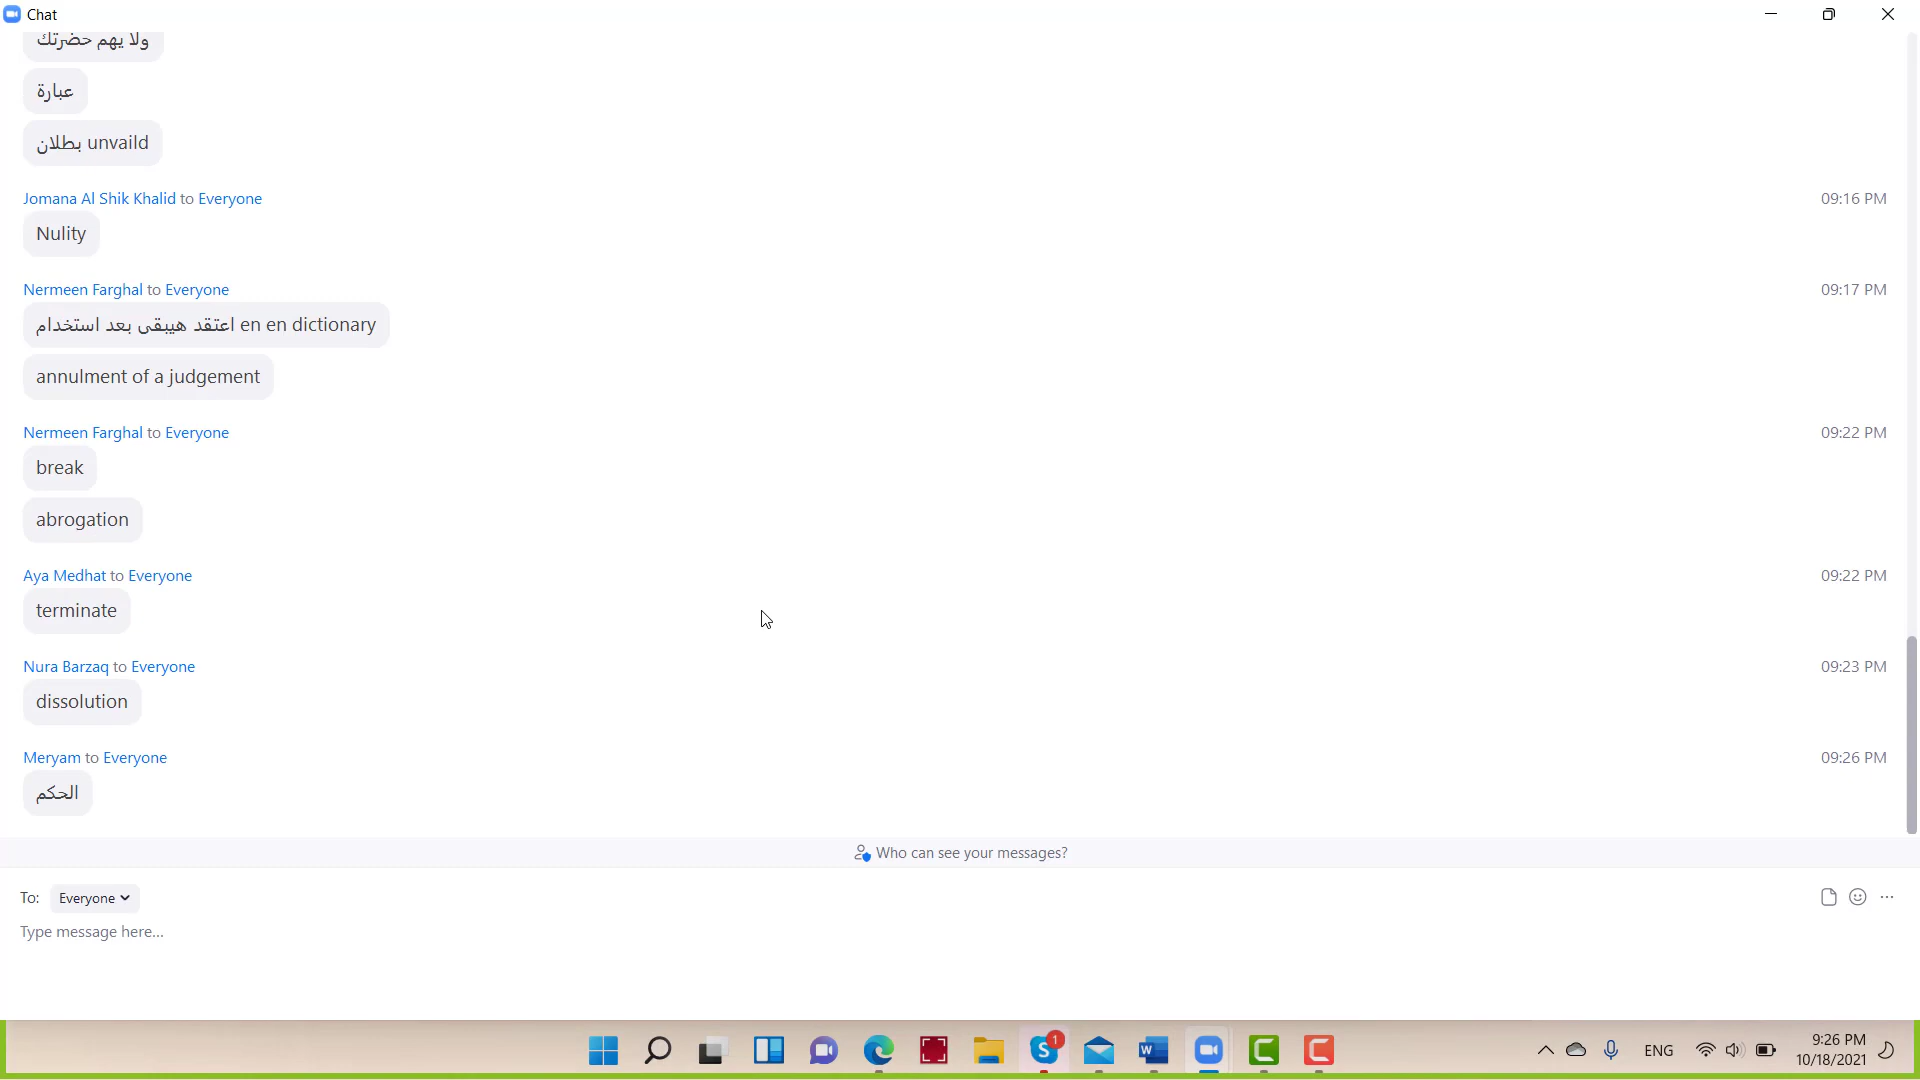 Chat
ولا يهم حضرتك
عبارة
بطلان unvaild
Jomana Al Shik Khalid to Everyone 09:16 PM
Nulity
Nermeen Farghal to Everyone 09:17 PM
اعتقد هيبقى بعد استخدام en en dictionary
annulment of a judgement
Nermeen Farghal to Everyone 09:22 PM
break
abrogation
Aya Medhat to Everyone 09:22 PM
terminate
Nura Barzaq to Everyone 09:23 PM
dissolution
Meryam to Everyone 09:26 PM
الحكم
Who can see your messages?
To: Everyone
Type message here...
1
ENG
9:26 PM
10/18/2021